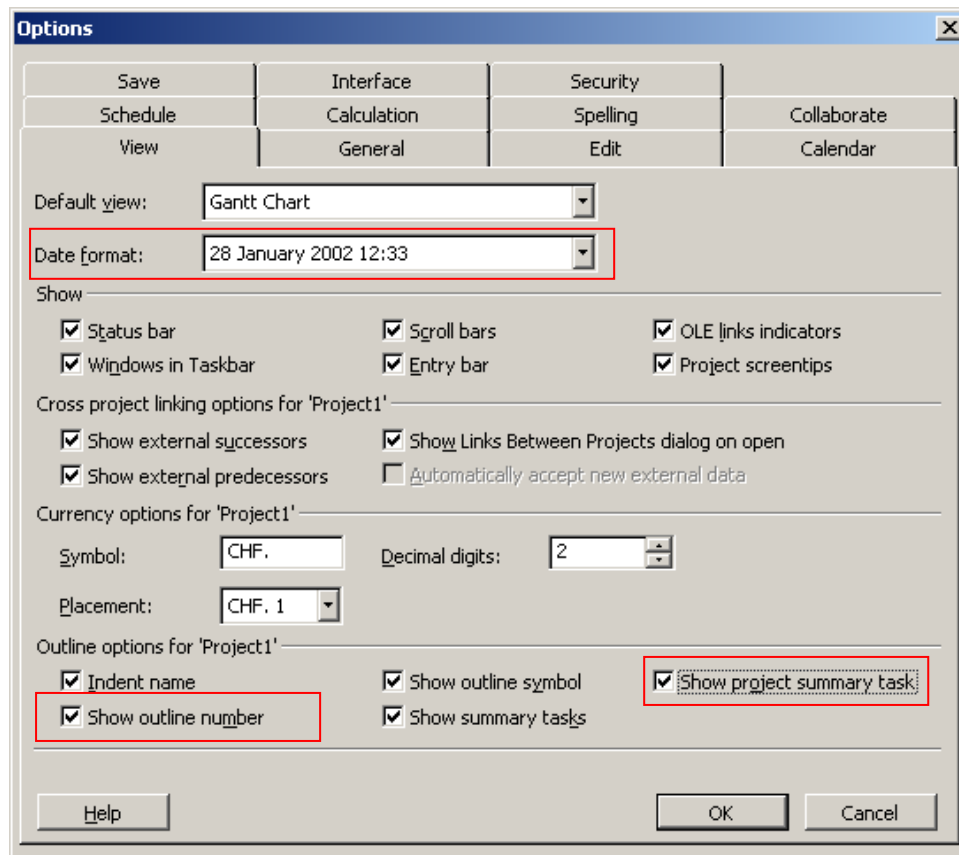 Options
Save Interface Security
Schedule Calculation Spelling Collaborate
View General Edit Calendar
Default view: Gantt Chart
Date format: 28 January 2002 12:33
Show
Status bar Scroll bars OLE links indicators
Windows in Taskbar Entry bar Project screentips
Cross project linking options for 'Project1'
Show external successors Show Links Between Projects dialog on open
Show external predecessors Automatically accept new external data
Currency options for 'Project1'
Symbol: CHF. Decimal digits: 2
Placement: CHF. 1
Outline options for 'Project1'
Indent name Show outline symbol Show project summary task
Show outline number Show summary tasks
Help OK Cancel